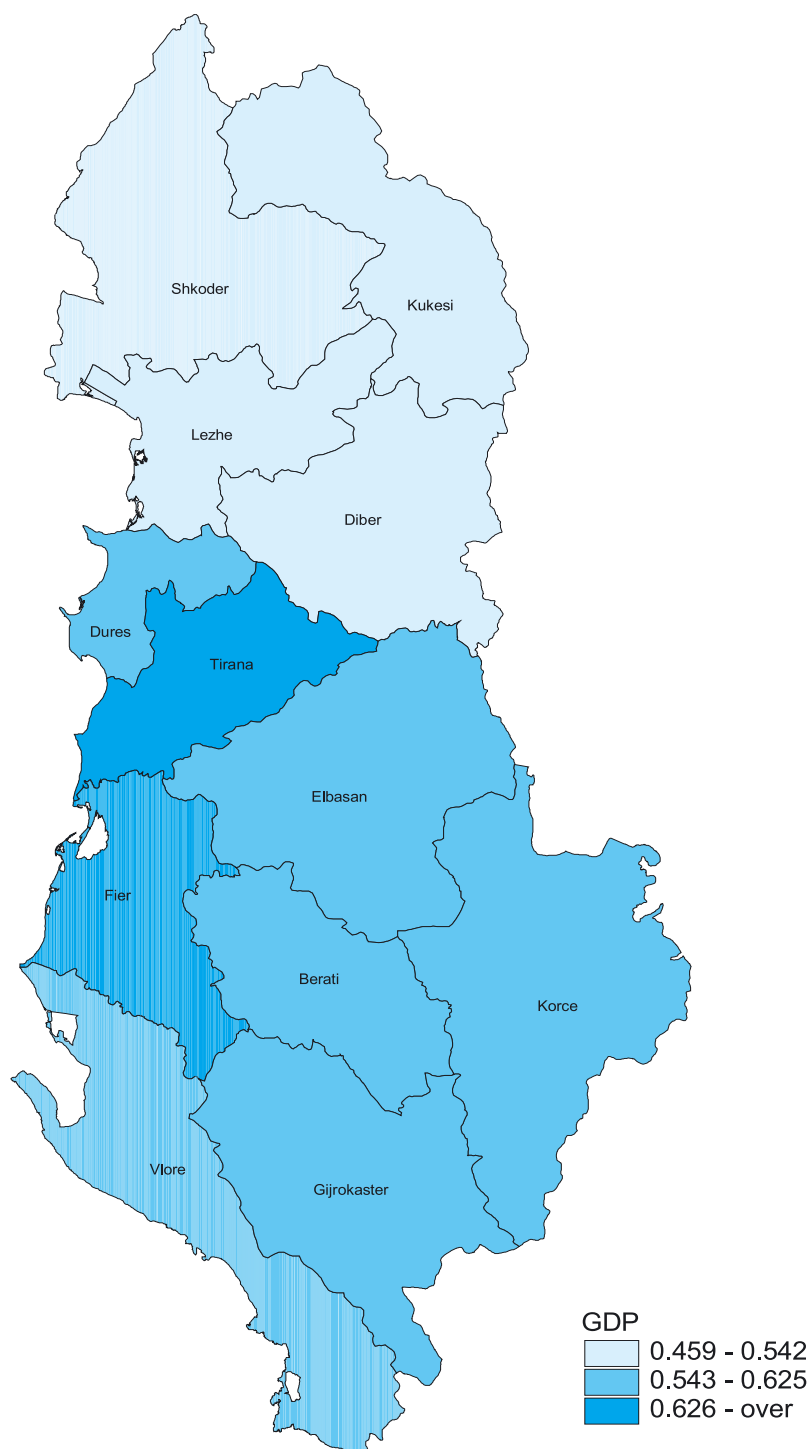 Shkoder
Kukesi
Lezhe
Diber
Dures
Tirana
Elbasan
Fier
Berati
Korce
Vlore
Gijrokaster
GDP
0.459 - 0.542
0.543 - 0.625
0.626 - over